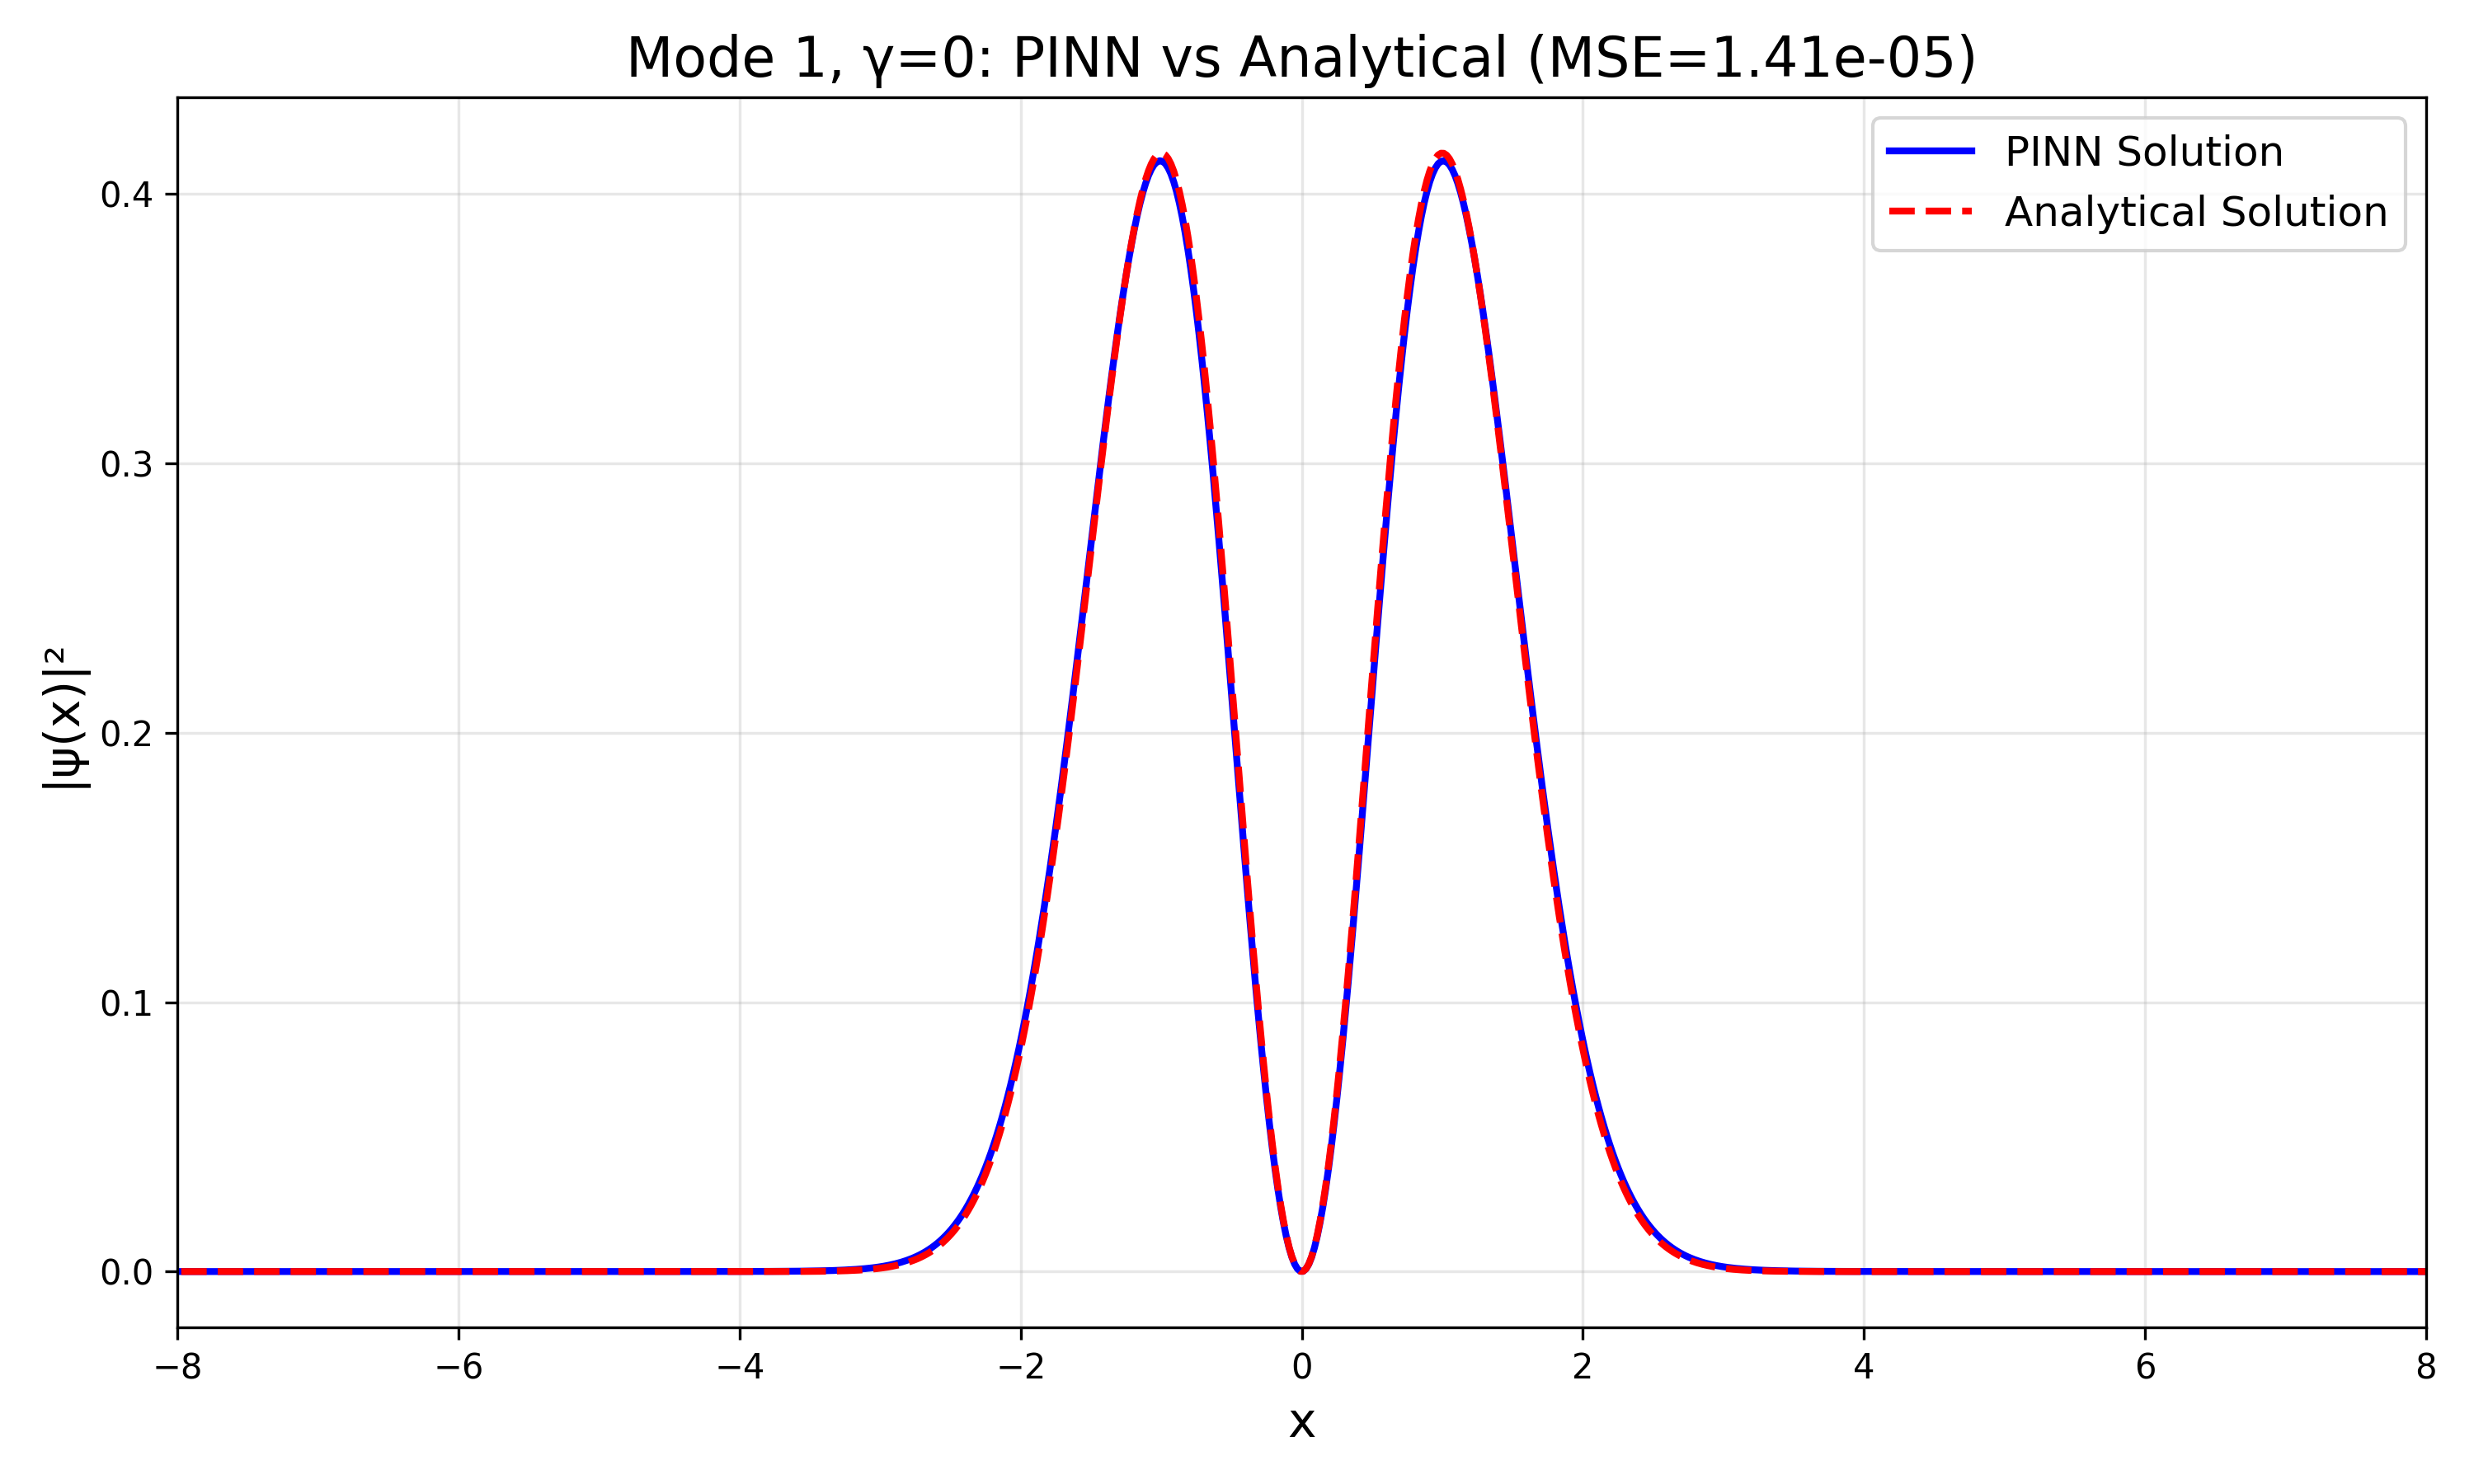 Mode 1, γ=0: PINN vs Analytical (MSE=1.41e-05)
PINN Solution
Analytical Solution
|ψ(x)|²
0.4
0.3
0.2
0.1
0.0
−8
−6
−4
−2
0
2
4
6
8
x